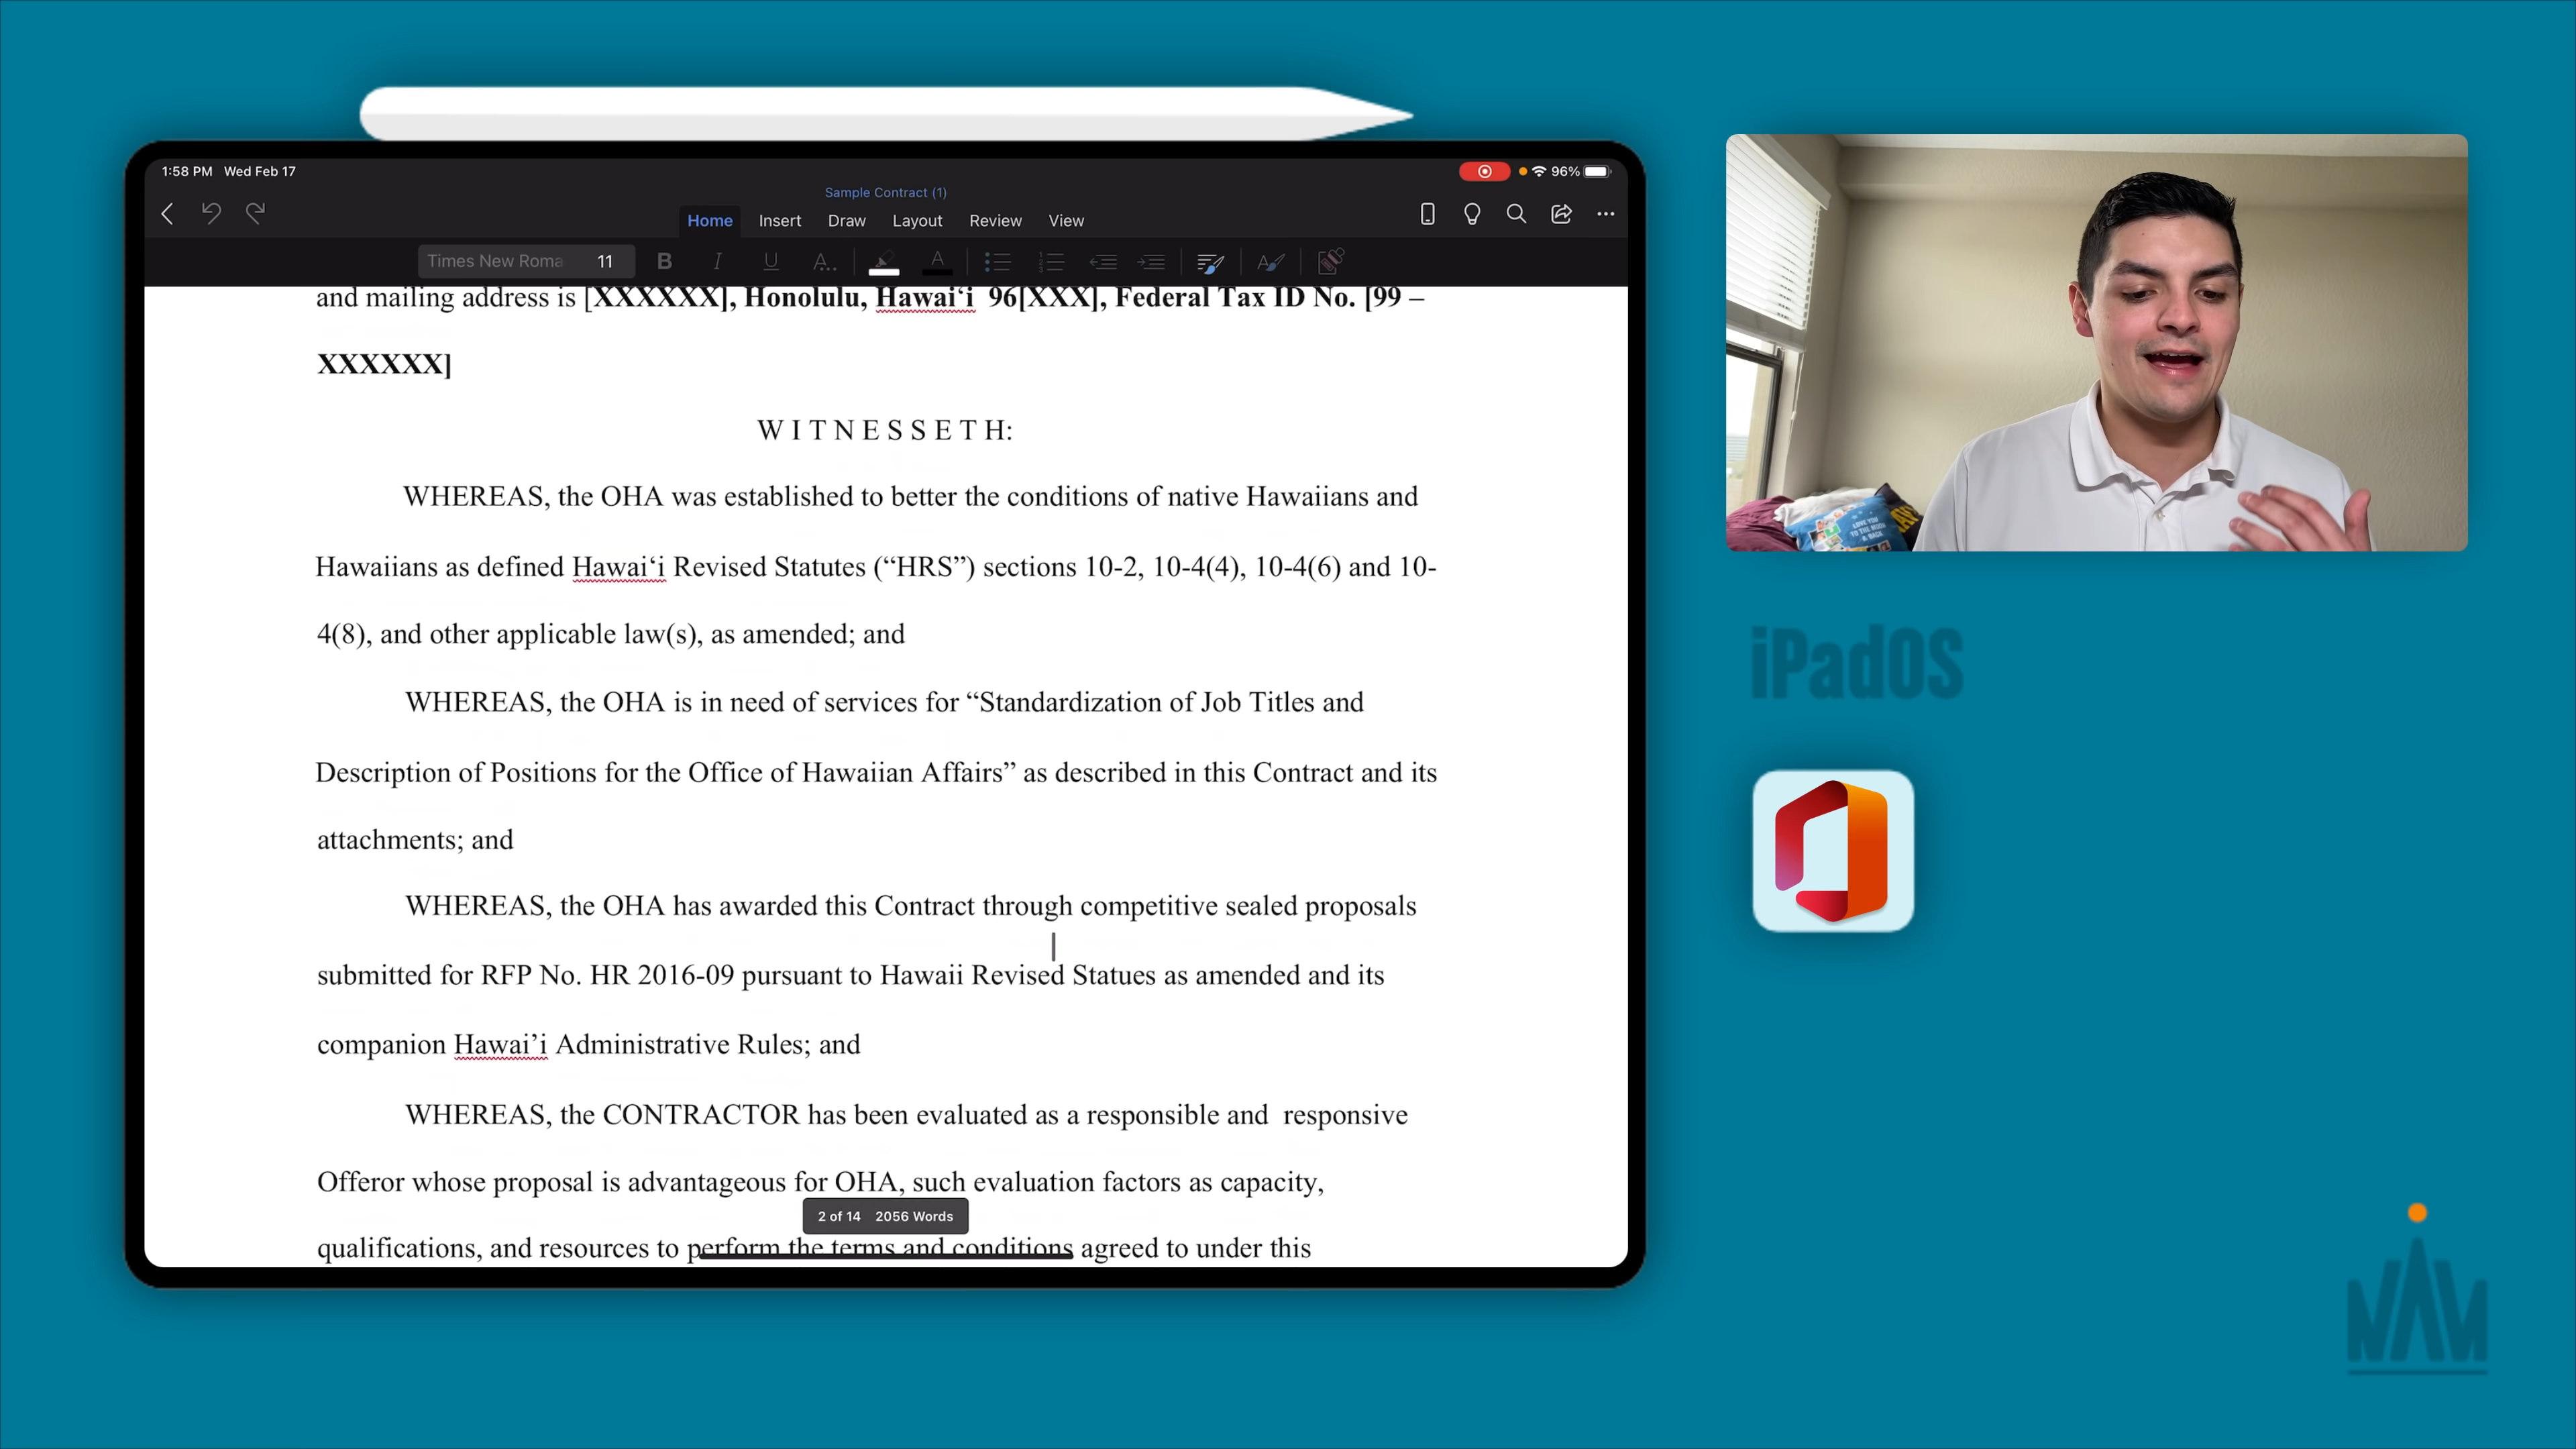 1:58 PM Wed Feb 17
96%
Sample Contract (1)
Home Insert Draw Layout Review View
Times New Roma 11 B I U A... A
and mailing address is [XXXXXX], Honolulu, Hawai‘i 96[XXX], Federal Tax ID No. [99 –
XXXXXX]
W I T N E S S E T H:
WHEREAS, the OHA was established to better the conditions of native Hawaiians and
Hawaiians as defined Hawai‘i Revised Statutes (“HRS”) sections 10-2, 10-4(4), 10-4(6) and 10-
4(8), and other applicable law(s), as amended; and
WHEREAS, the OHA is in need of services for “Standardization of Job Titles and
Description of Positions for the Office of Hawaiian Affairs” as described in this Contract and its
attachments; and
WHEREAS, the OHA has awarded this Contract through competitive sealed proposals
submitted for RFP No. HR 2016-09 pursuant to Hawaii Revised Statues as amended and its
companion Hawai’i Administrative Rules; and
WHEREAS, the CONTRACTOR has been evaluated as a responsible and  responsive
Offeror whose proposal is advantageous for OHA, such evaluation factors as capacity,
2 of 14 2056 Words
qualifications, and resources to perform the terms and conditions agreed to under this
LOVE YOU
TO THE MOON
& BACK
iPadOS